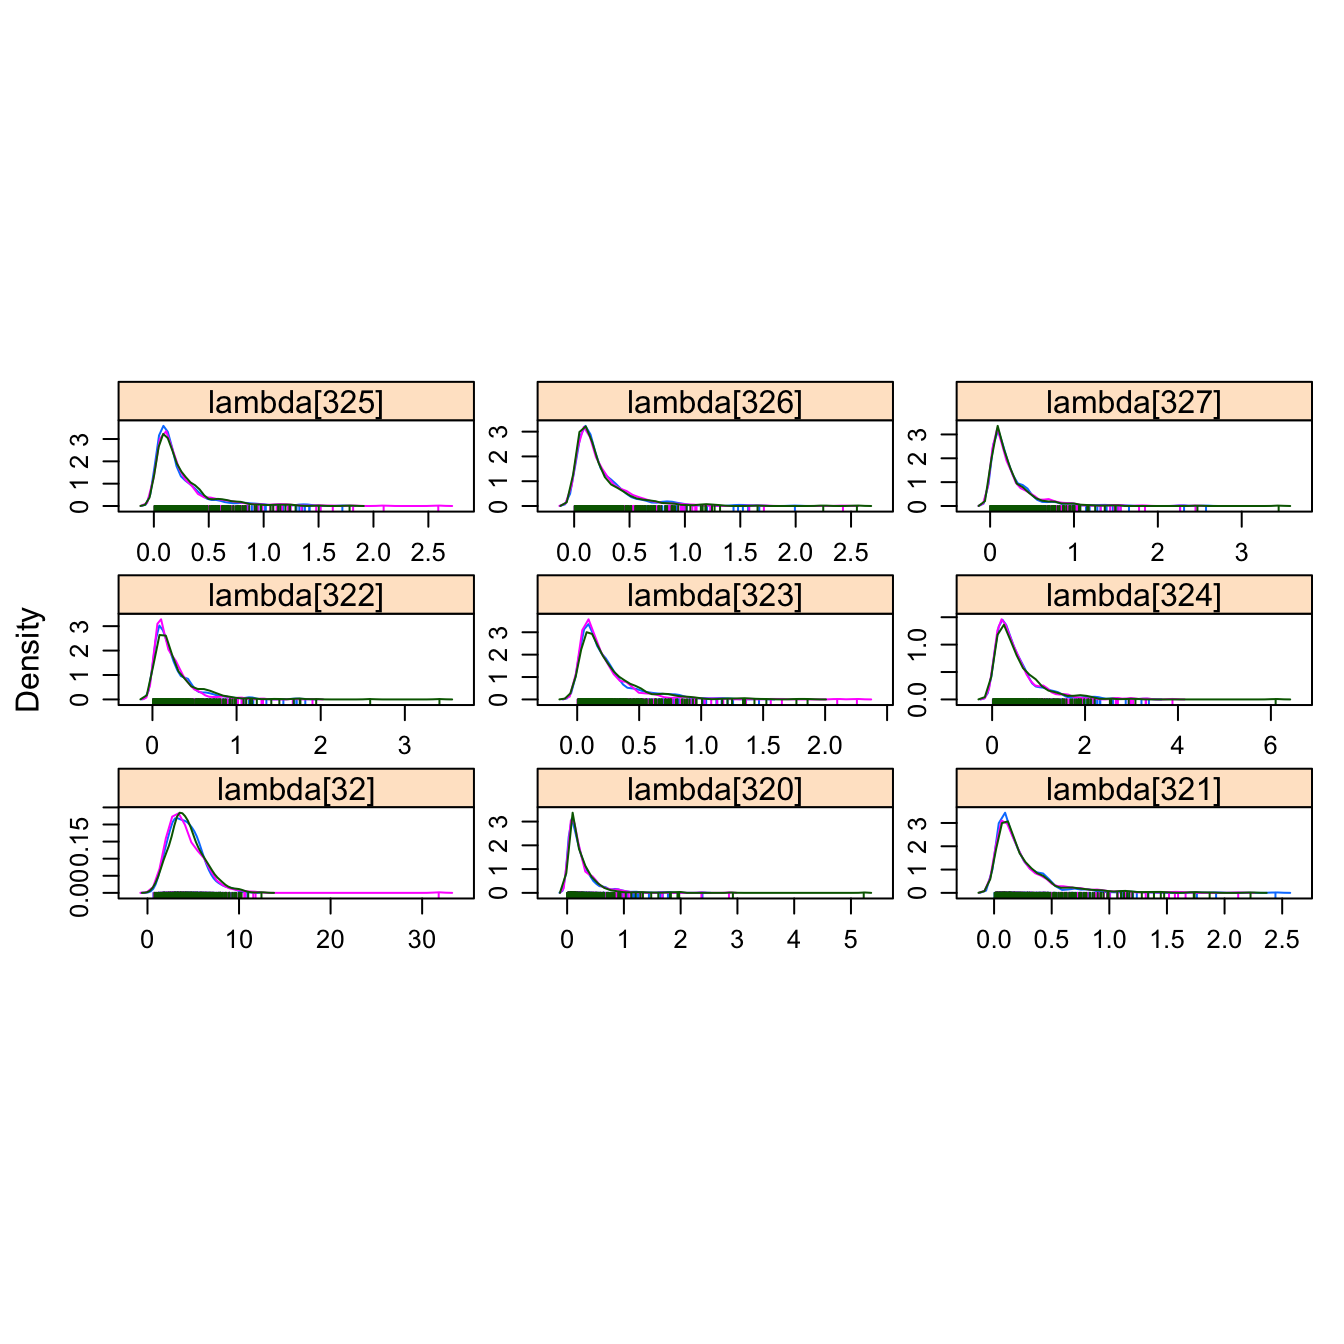 Density
lambda[325]
0 1 2 3
0.0 0.5 1.0 1.5 2.0 2.5
lambda[326]
0 1 2 3
0.0 0.5 1.0 1.5 2.0 2.5
lambda[327]
0 1 2 3
0 1 2 3
lambda[322]
0 1 2 3
0 1 2 3
lambda[323]
0 1 2 3
0.0 0.5 1.0 1.5 2.0
lambda[324]
0.0 1.0
0 2 4 6
lambda[32]
0.00 0.15
0 10 20 30
lambda[320]
0 1 2 3
0 1 2 3 4 5
lambda[321]
0 1 2 3
0.0 0.5 1.0 1.5 2.0 2.5